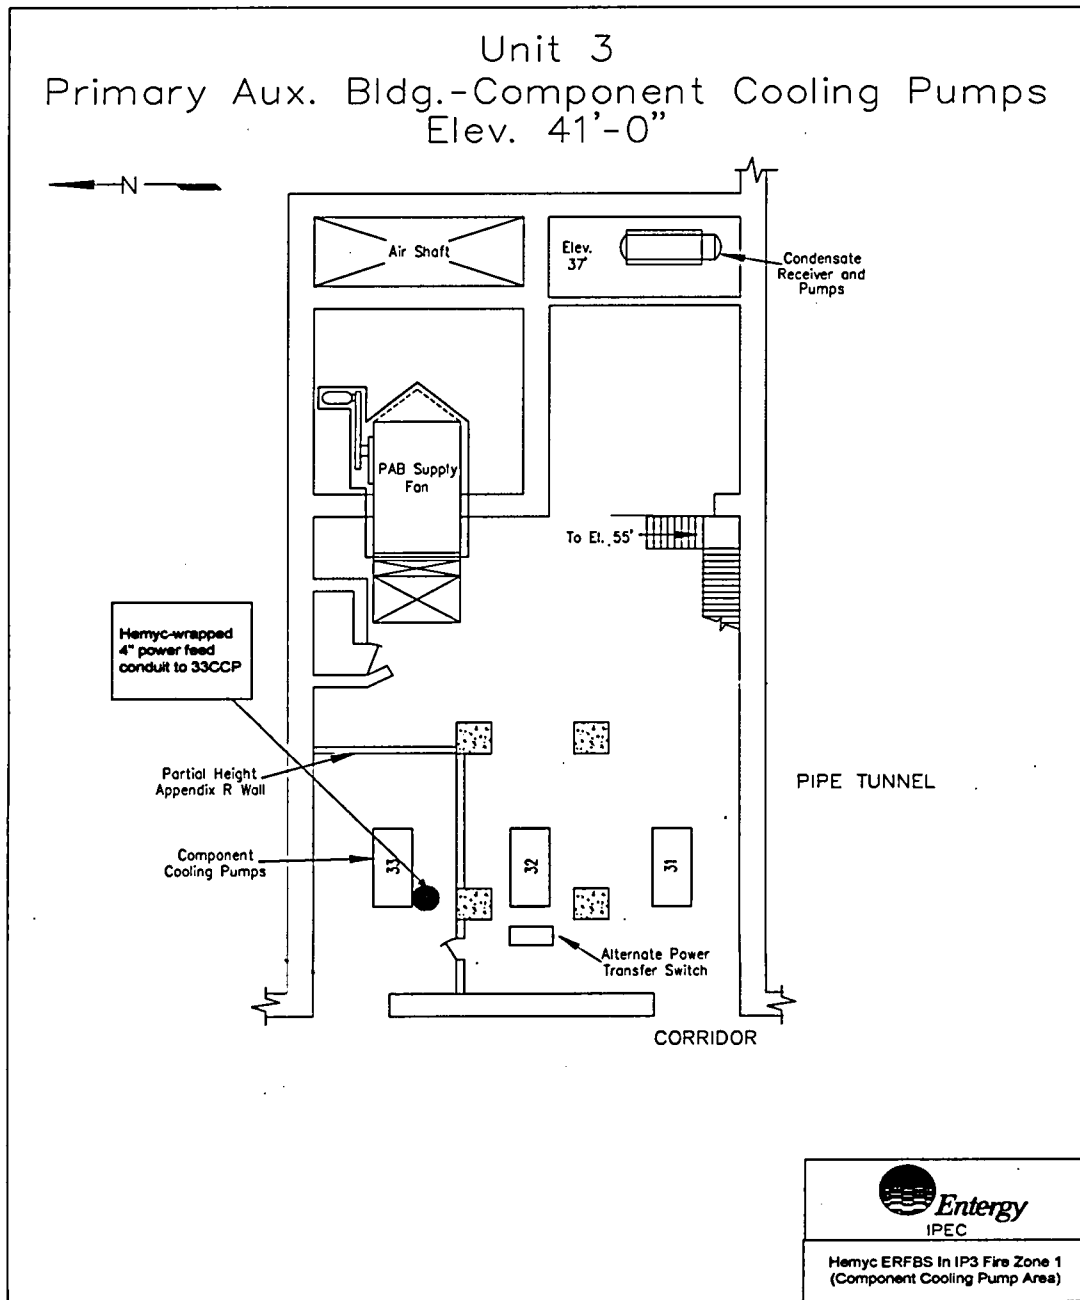 Unit 3
Primary Aux. Bldg.-Component Cooling Pumps
Elev. 41'-0"
N
Air Shaft
Elev.
37'
Condensate
Receiver and
Pumps
PAB Supply
Fan
To El. 55'
Hemyc-wrapped
4" power feed
conduit to 33CCP
Partial Height
Appendix R Wall
PIPE TUNNEL
Component
Cooling Pumps
33
32
31
Alternate Power
Transfer Switch
CORRIDOR
Entergy
IPEC
Hemyc ERFBS In IP3 Fire Zone 1
(Component Cooling Pump Area)